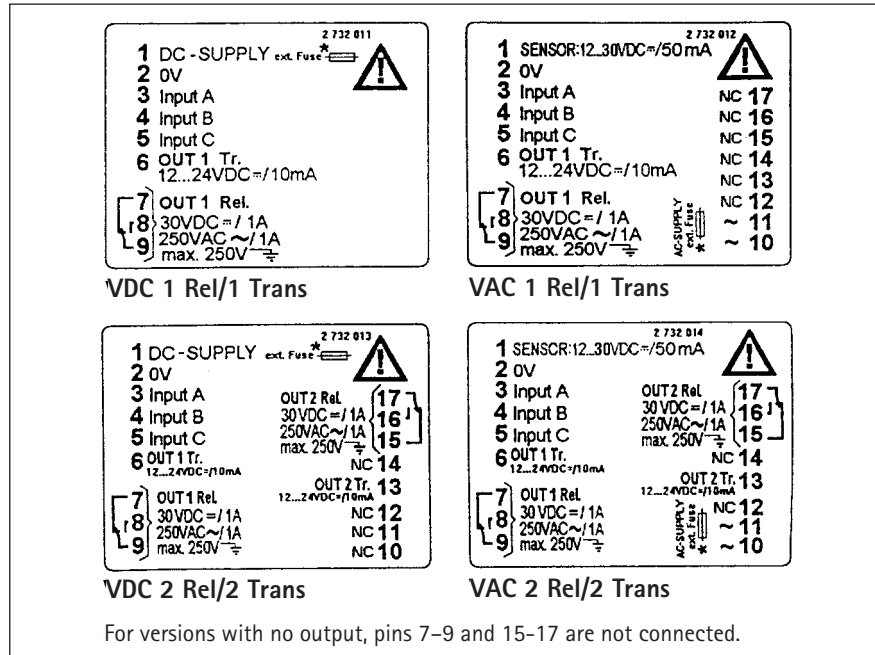 2 732 011
1 DC-SUPPLY ext. Fuse*
2 0V
3 Input A
4 Input B
5 Input C
6 OUT 1 Tr.
12...24VDC=/10mA
7 OUT 1 Rel.
8 30VDC=/1A
250VAC~/1A
9 max. 250V
VDC 1 Rel/1 Trans
2 732 012
1 SENSOR:12..30VDC=/50mA
2 0V
3 Input A
4 Input B
5 Input C
6 OUT 1 Tr.
12...24VDC=/10mA
7 OUT 1 Rel.
8 30VDC=/1A
250VAC~/1A
9 max. 250V
NC 17
NC 16
NC 15
NC 14
NC 13
NC 12
~ 11
~ 10
AC-SUPPLY
ext. Fuse
*
VAC 1 Rel/1 Trans
2 732 013
1 DC-SUPPLY ext. Fuse*
2 0V
3 Input A
4 Input B
5 Input C
6 OUT 1 Tr.
12...24VDC=/10mA
7 OUT 1 Rel.
8 30VDC=/1A
250VAC~/1A
9 max. 250V
OUT2 Rel. 17
30VDC=/1A 16
250VAC~/1A
max. 250V 15
NC 14
OUT2 Tr. 13
12...24VDC=/10mA
NC 12
NC 11
NC 10
VDC 2 Rel/2 Trans
2 732 014
1 SENSCR:12..30VDC=/50mA
2 0V
3 Input A
4 Input B
5 Input C
6 OUT 1 Tr.
12...24VDC=/10mA
7 OUT 1 Rel.
8 30VDC=/1A
250VAC~/1A
9 max. 250V
OUT2 Rel. 17
30VDC=/1A 16
250VAC~/1A
max. 250V 15
NC 14
OUT2 Tr. 13
12...24VDC=/10mA
NC 12
~ 11
~ 10
AC-SUPPLY
ext. Fuse
*
VAC 2 Rel/2 Trans
For versions with no output, pins 7–9 and 15-17 are not connected.